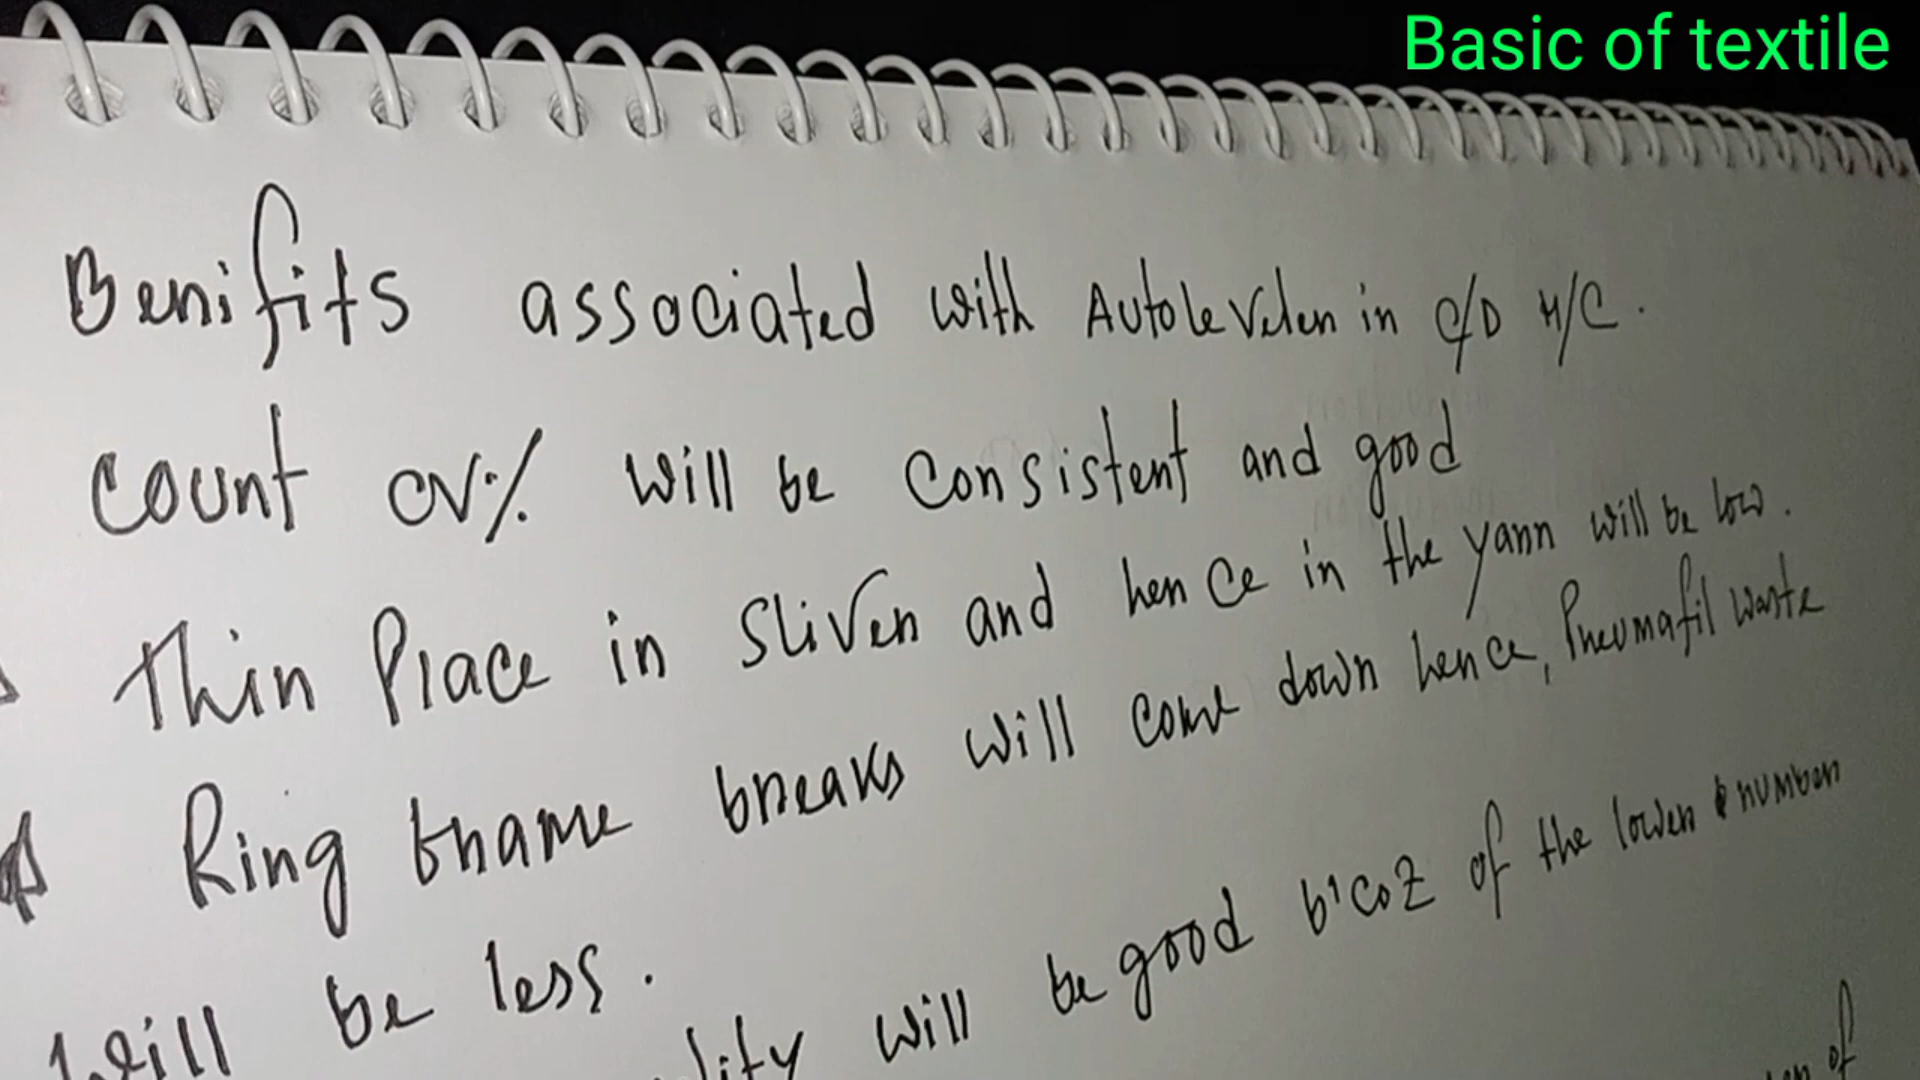 Basic of textile
Benifits associated with Autoleveler in C/D M/C.
Count CV% will be Consistent and good
Thin Place in Sliver and hence in the yarn will be low.
Ring frame breaks will come down hence, Pneumafil waste
will be less.
will be good b'coz of the lower number
of